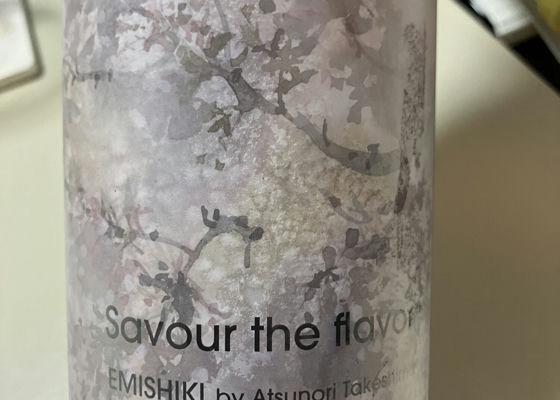 Savour the flavor
EMISHIKI by Atsunori